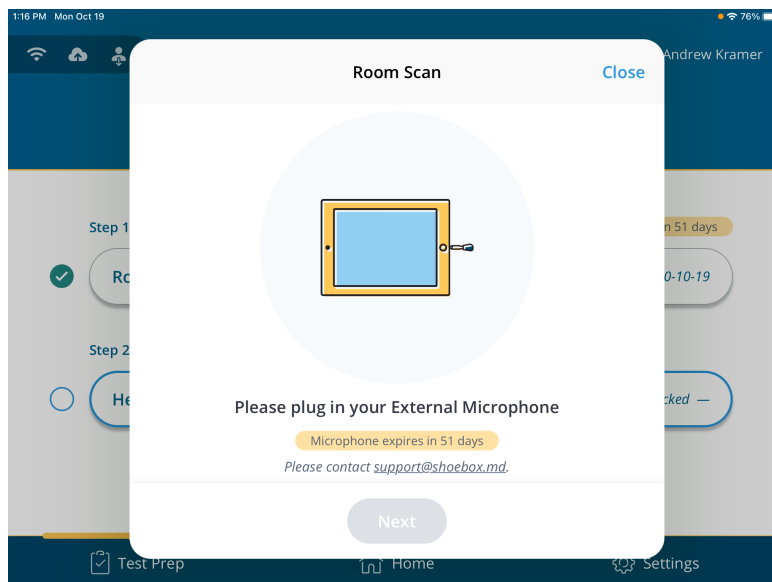 1:16 PM Mon Oct 19
76%
Room Scan
Close
Andrew Kramer
Step 1
n 51 days
Ro
0-10-19
Step 2
He
cked —
Please plug in your External Microphone
Microphone expires in 51 days
Please contact support@shoebox.md.
Next
Test Prep
Home
Settings